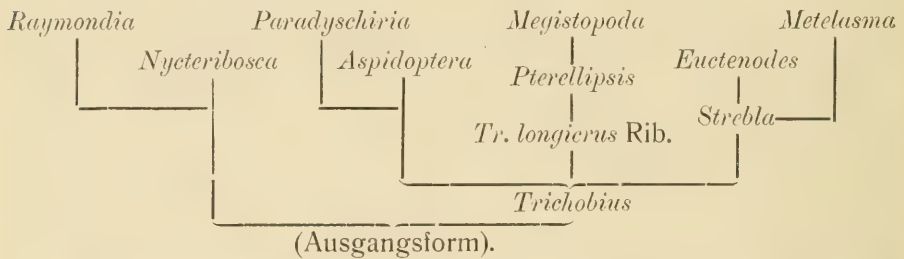 Raymondia Paradyschiria Megistopoda Metelasma
Nycteribosca Aspidoptera Pterellipsis Euctenodes
Tr. longicrus Rib. Strebla
Trichobius
(Ausgangsform).